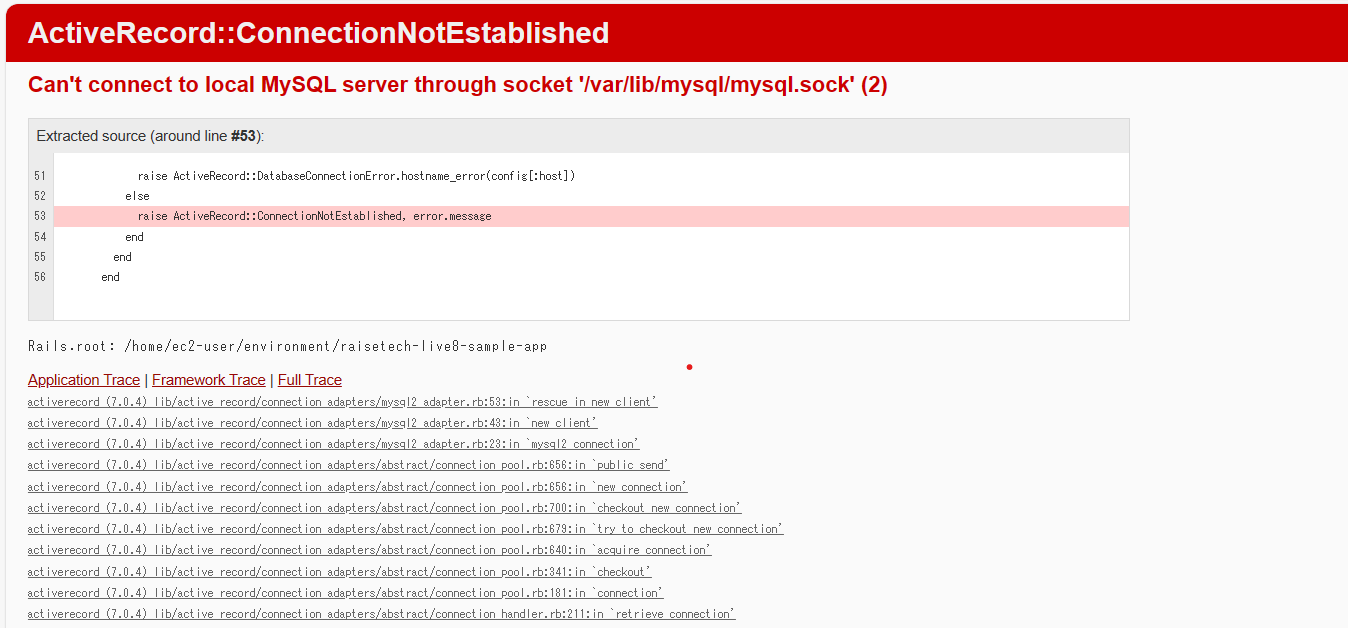 ActiveRecord::ConnectionNotEstablished
Can't connect to local MySQL server through socket '/var/lib/mysql/mysql.sock' (2)
Extracted source (around line #53):
51 raise ActiveRecord::DatabaseConnectionError.hostname_error(config[:host])
52 else
53 raise ActiveRecord::ConnectionNotEstablished, error.message
54 end
55 end
56 end
Rails.root: /home/ec2-user/environment/raisetech-live8-sample-app
Application Trace | Framework Trace | Full Trace
activerecord (7.0.4) lib/active_record/connection_adapters/mysql2_adapter.rb:53:in `rescue in new_client'
activerecord (7.0.4) lib/active_record/connection_adapters/mysql2_adapter.rb:43:in `new_client'
activerecord (7.0.4) lib/active_record/connection_adapters/mysql2_adapter.rb:23:in `mysql2_connection'
activerecord (7.0.4) lib/active_record/connection_adapters/abstract/connection_pool.rb:656:in `public_send'
activerecord (7.0.4) lib/active_record/connection_adapters/abstract/connection_pool.rb:656:in `new_connection'
activerecord (7.0.4) lib/active_record/connection_adapters/abstract/connection_pool.rb:700:in `checkout_new_connection'
activerecord (7.0.4) lib/active_record/connection_adapters/abstract/connection_pool.rb:679:in `try_to_checkout_new_connection'
activerecord (7.0.4) lib/active_record/connection_adapters/abstract/connection_pool.rb:640:in `acquire_connection'
activerecord (7.0.4) lib/active_record/connection_adapters/abstract/connection_pool.rb:341:in `checkout'
activerecord (7.0.4) lib/active_record/connection_adapters/abstract/connection_pool.rb:181:in `connection'
activerecord (7.0.4) lib/active_record/connection_adapters/abstract/connection_handler.rb:211:in `retrieve_connection'